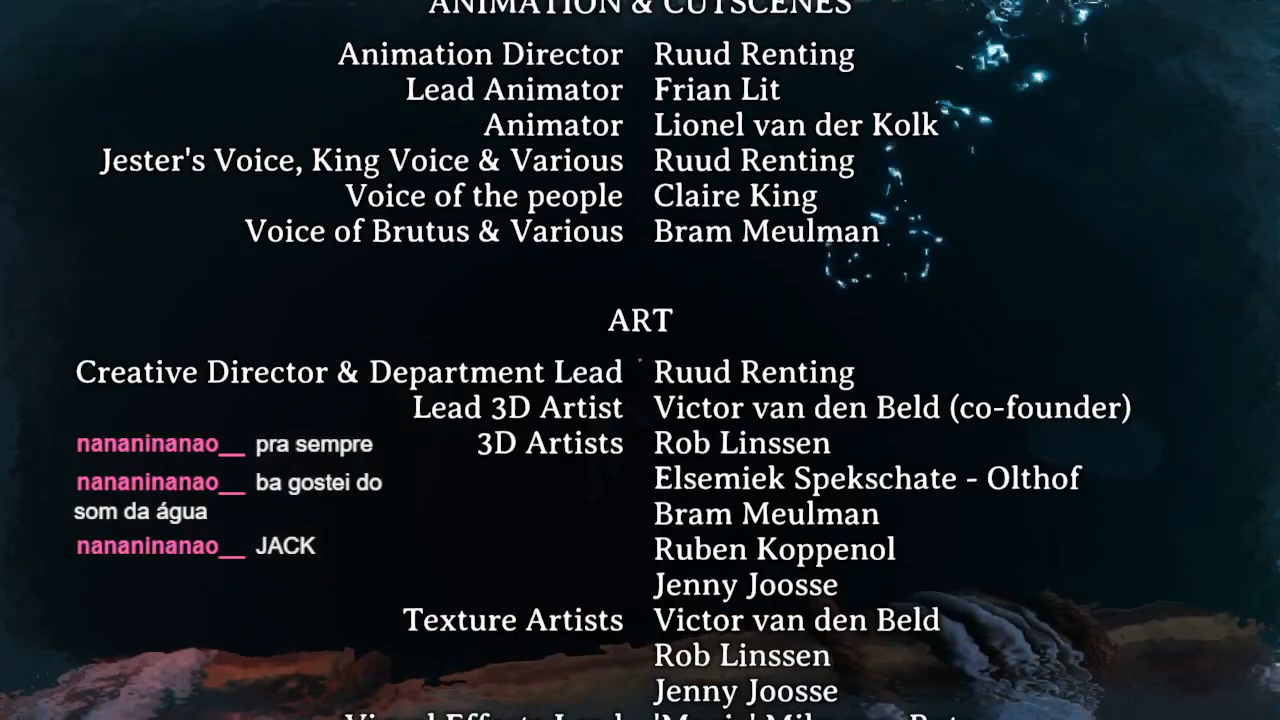 ANIMATION & CUTSCENES
Animation Director Ruud Renting
Lead Animator Frian Lit
Animator Lionel van der Kolk
Jester's Voice, King Voice & Various Ruud Renting
Voice of the people Claire King
Voice of Brutus & Various Bram Meulman
ART
Creative Director & Department Lead Ruud Renting
Lead 3D Artist Victor van den Beld (co-founder)
3D Artists Rob Linssen
Elsemiek Spekschate - Olthof
Bram Meulman
Ruben Koppenol
Jenny Joosse
Texture Artists Victor van den Beld
Rob Linssen
Jenny Joosse
nananinanao__ pra sempre
nananinanao__ ba gostei do
som da água
nananinanao__ JACK